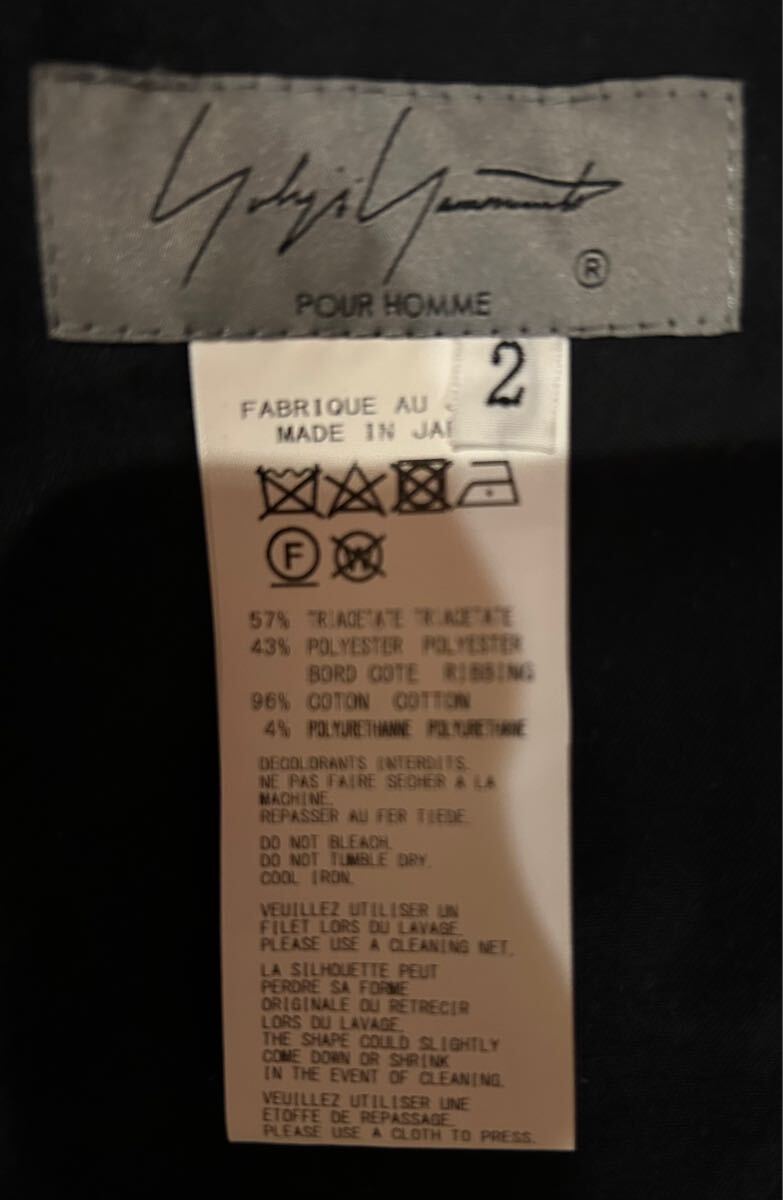 Yohji Yamamoto
®
POUR HOMME
2
FABRIQUE AU
MADE IN JA
F
W
57% TRIACETATE TRIACETATE
43% POLYESTER POLYESTER
BORD COTE RIBBING
96% COTON COTTON
4% POLYURETHANNE POLYURETHANE
DECOLORANTS INTERDITS.
NE PAS FAIRE SECHER A LA
MACHINE.
REPASSER AU FER TIEDE.
DO NOT BLEACH.
DO NOT TUMBLE DRY.
COOL IRON.
VEUILLEZ UTILISER UN
FILET LORS DU LAVAGE.
PLEASE USE A CLEANING NET.
LA SILHOUETTE PEUT
PERDRE SA FORME
ORIGINALE OU RETRECIR
LORS DU LAVAGE.
THE SHAPE COULD SLIGHTLY
COME DOWN OR SHRINK
IN THE EVENT OF CLEANING.
VEUILLEZ UTILISER UNE
ETOFFE DE REPASSAGE.
PLEASE USE A CLOTH TO PRESS.